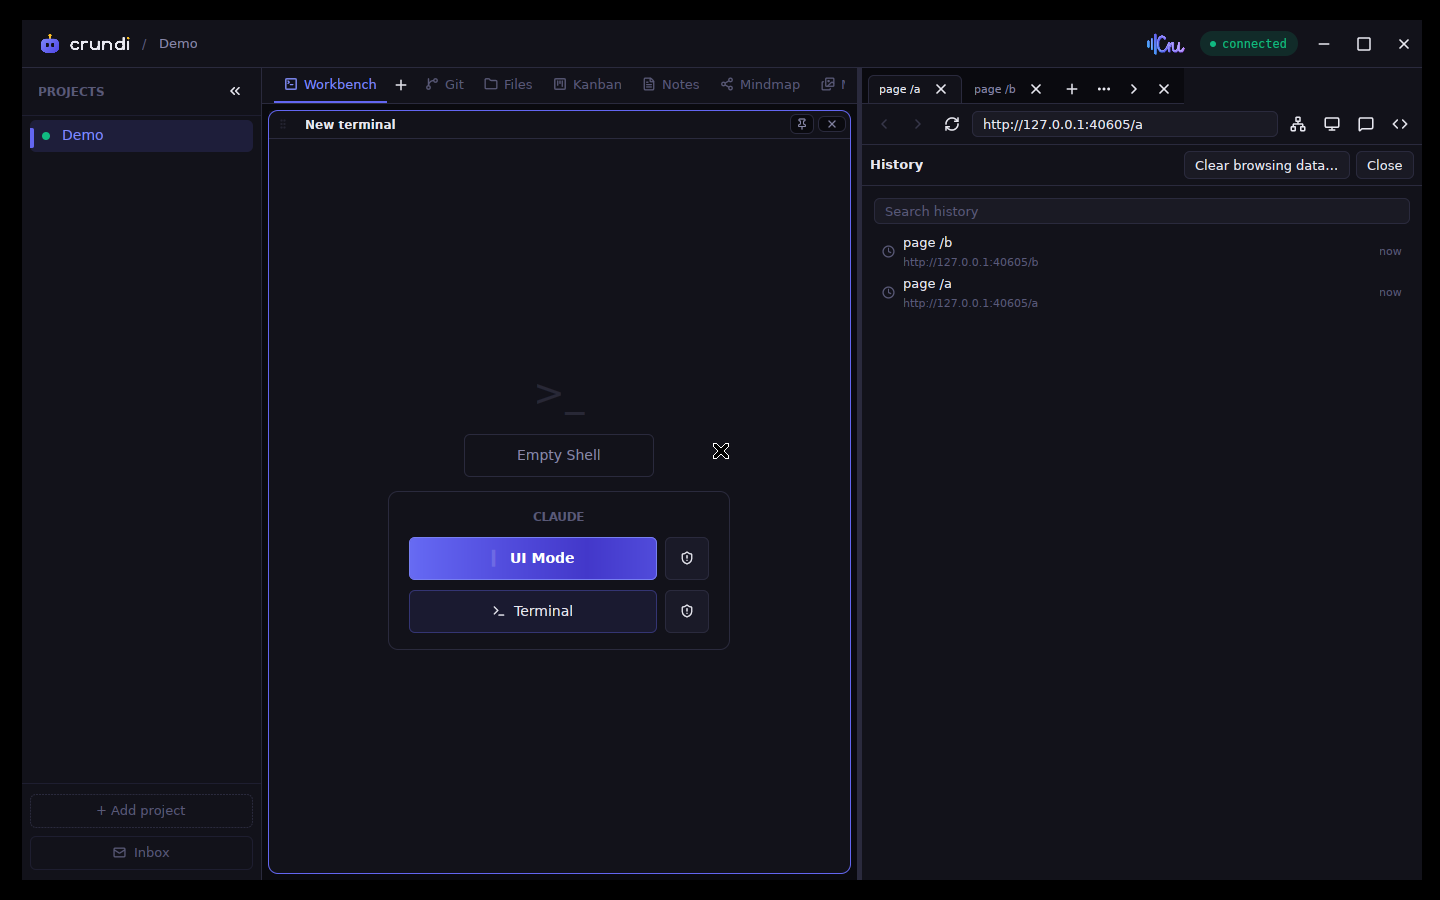 crundi / Demo
Cru
connected
PROJECTS
Demo
+ Add project
Inbox
Workbench
Git
Files
Kanban
Notes
Mindmap
New terminal
>_
Empty Shell
CLAUDE
UI Mode
Terminal
page /a
page /b
http://127.0.0.1:40605/a
History
Clear browsing data...
Close
Search history
page /b
now
http://127.0.0.1:40605/b
page /a
now
http://127.0.0.1:40605/a